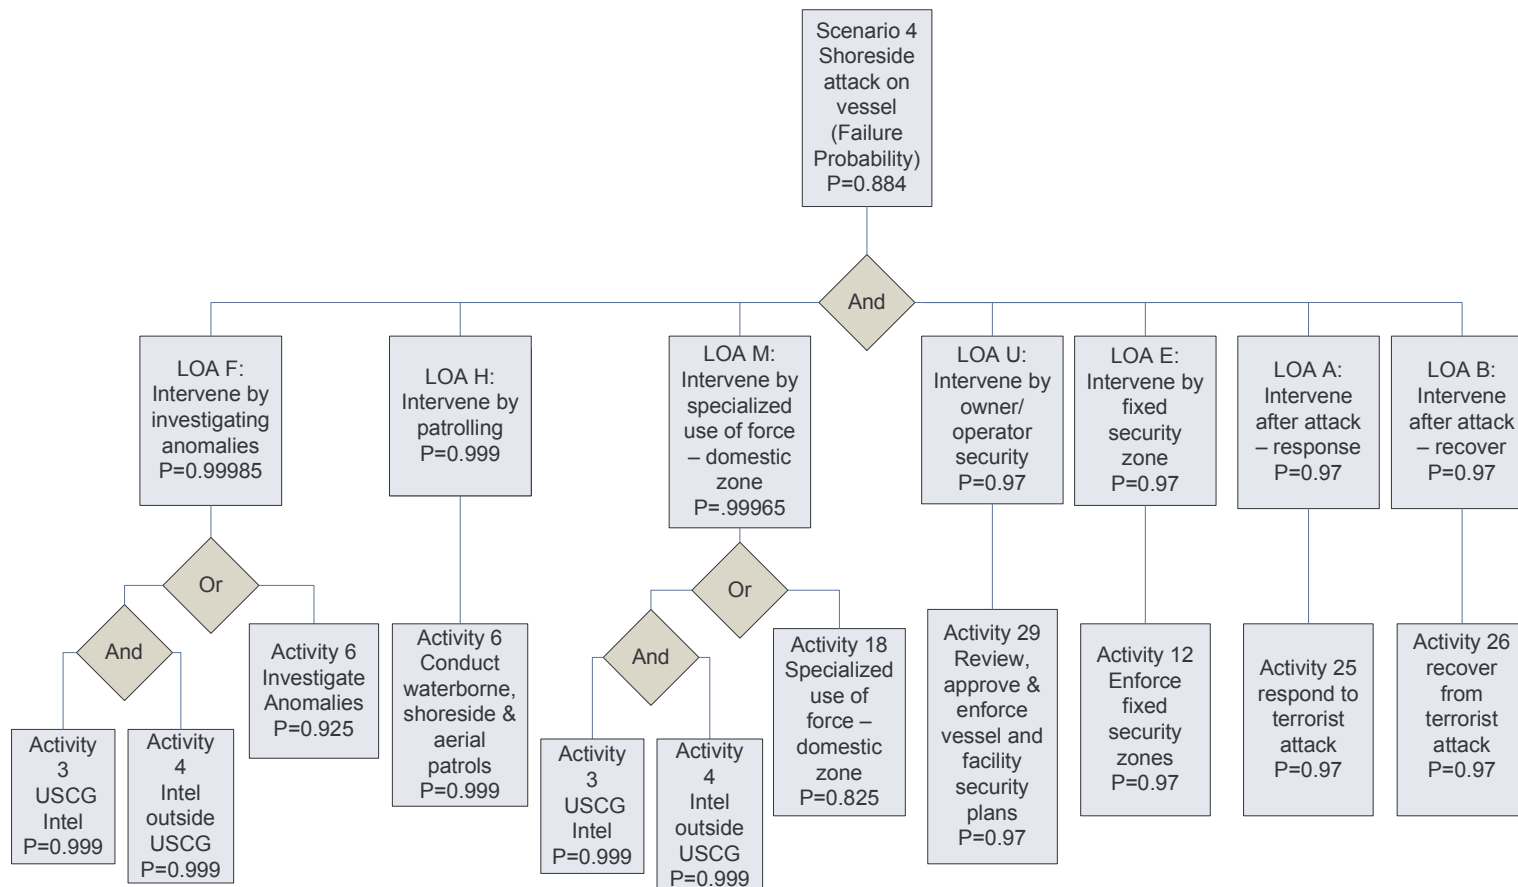 Scenario 4
Shoreside
attack on
vessel
(Failure
Probability)
P=0.884
And
LOA F:
Intervene by
investigating
anomalies
P=0.99985
LOA H:
Intervene by
patrolling
P=0.999
LOA M:
Intervene by
specialized
use of force
– domestic
zone
P=.99965
LOA U:
Intervene by
owner/
operator
security
P=0.97
LOA E:
Intervene by
fixed
security
zone
P=0.97
LOA A:
Intervene
after attack
– response
P=0.97
LOA B:
Intervene
after attack
– recover
P=0.97
Or
And
Activity
3
USCG
Intel
P=0.999
Activity
4
Intel
outside
USCG
P=0.999
Activity 6
Investigate
Anomalies
P=0.925
Activity 6
Conduct
waterborne,
shoreside &
aerial
patrols
P=0.999
Or
And
Activity
3
USCG
Intel
P=0.999
Activity
4
Intel
outside
USCG
P=0.999
Activity 18
Specialized
use of
force –
domestic
zone
P=0.825
Activity 29
Review,
approve &
enforce
vessel and
facility
security
plans
P=0.97
Activity 12
Enforce
fixed
security
zones
P=0.97
Activity 25
respond to
terrorist
attack
P=0.97
Activity 26
recover
from
terrorist
attack
P=0.97